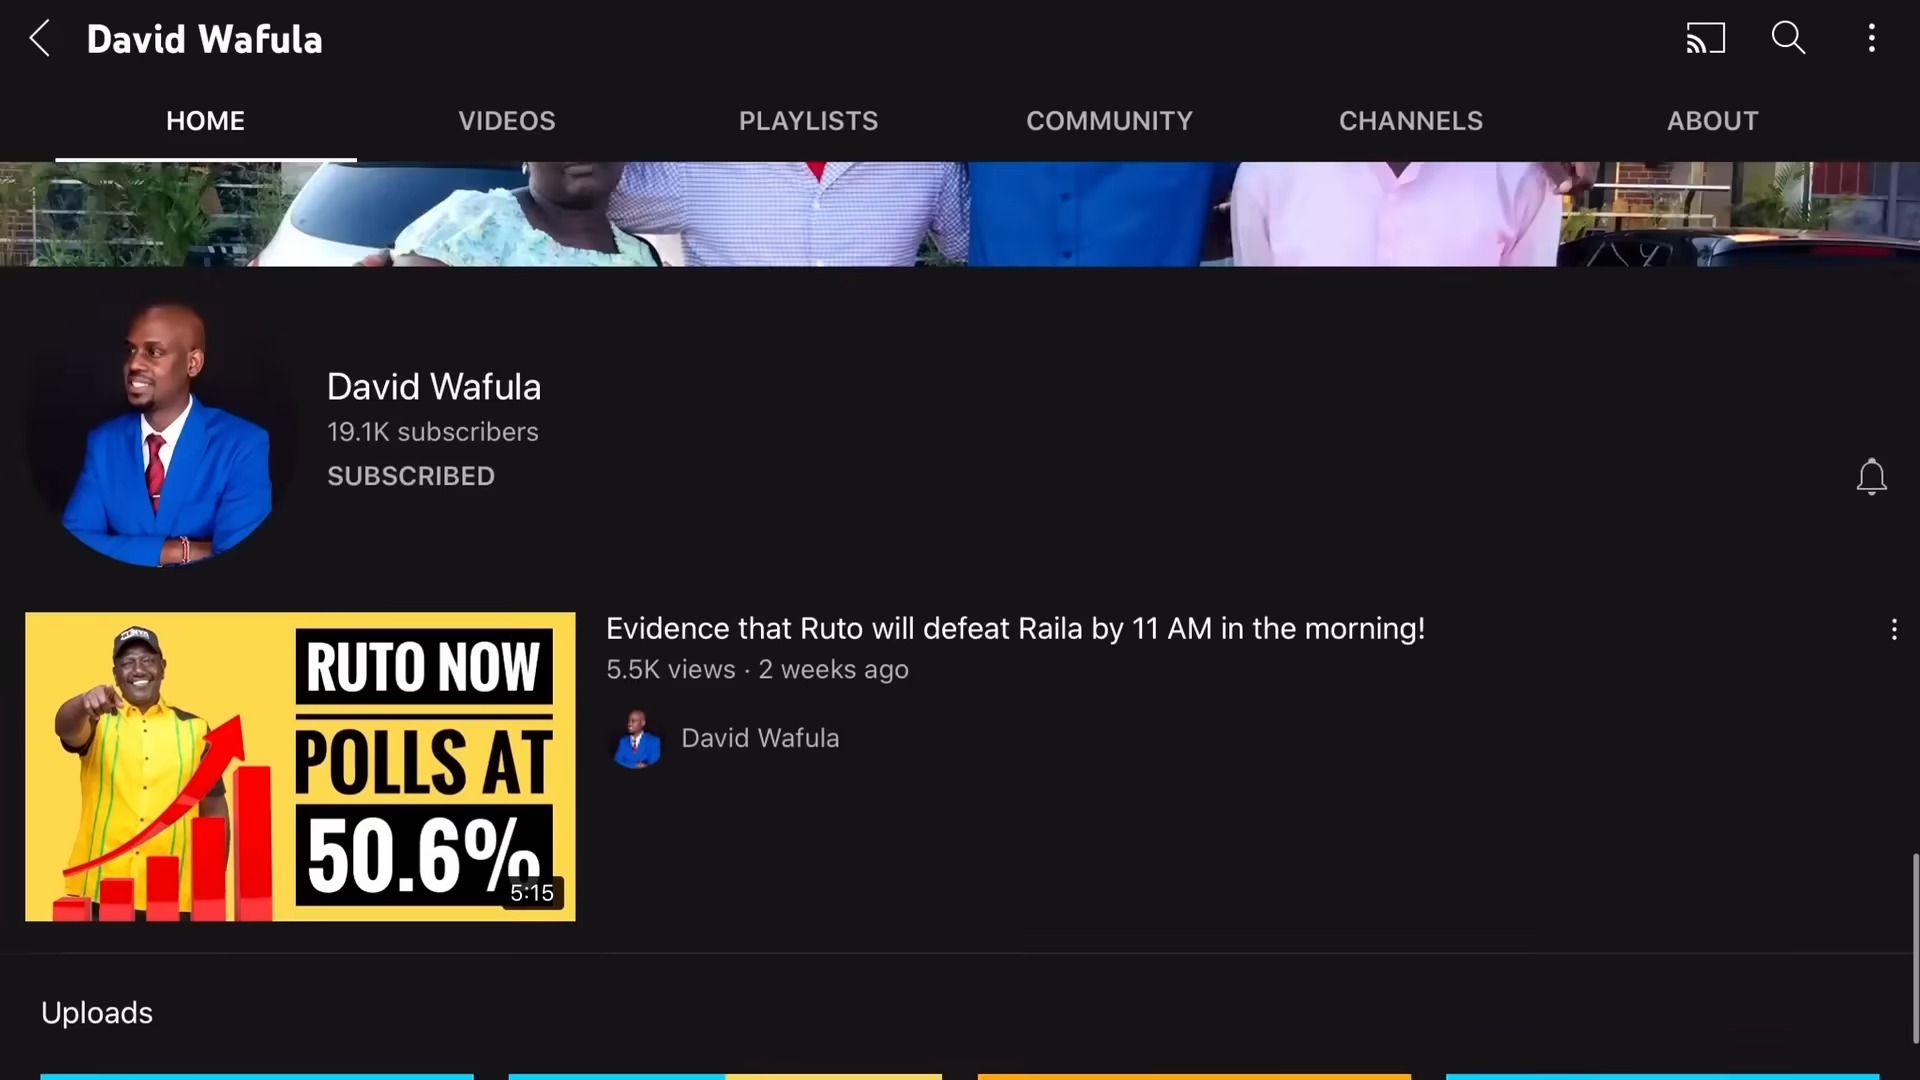 David Wafula
HOME
VIDEOS
PLAYLISTS
COMMUNITY
CHANNELS
ABOUT
David Wafula
19.1K subscribers
SUBSCRIBED
RUTO NOW
POLLS AT
50.6%
5:15
Evidence that Ruto will defeat Raila by 11 AM in the morning!
5.5K views · 2 weeks ago
David Wafula
Uploads